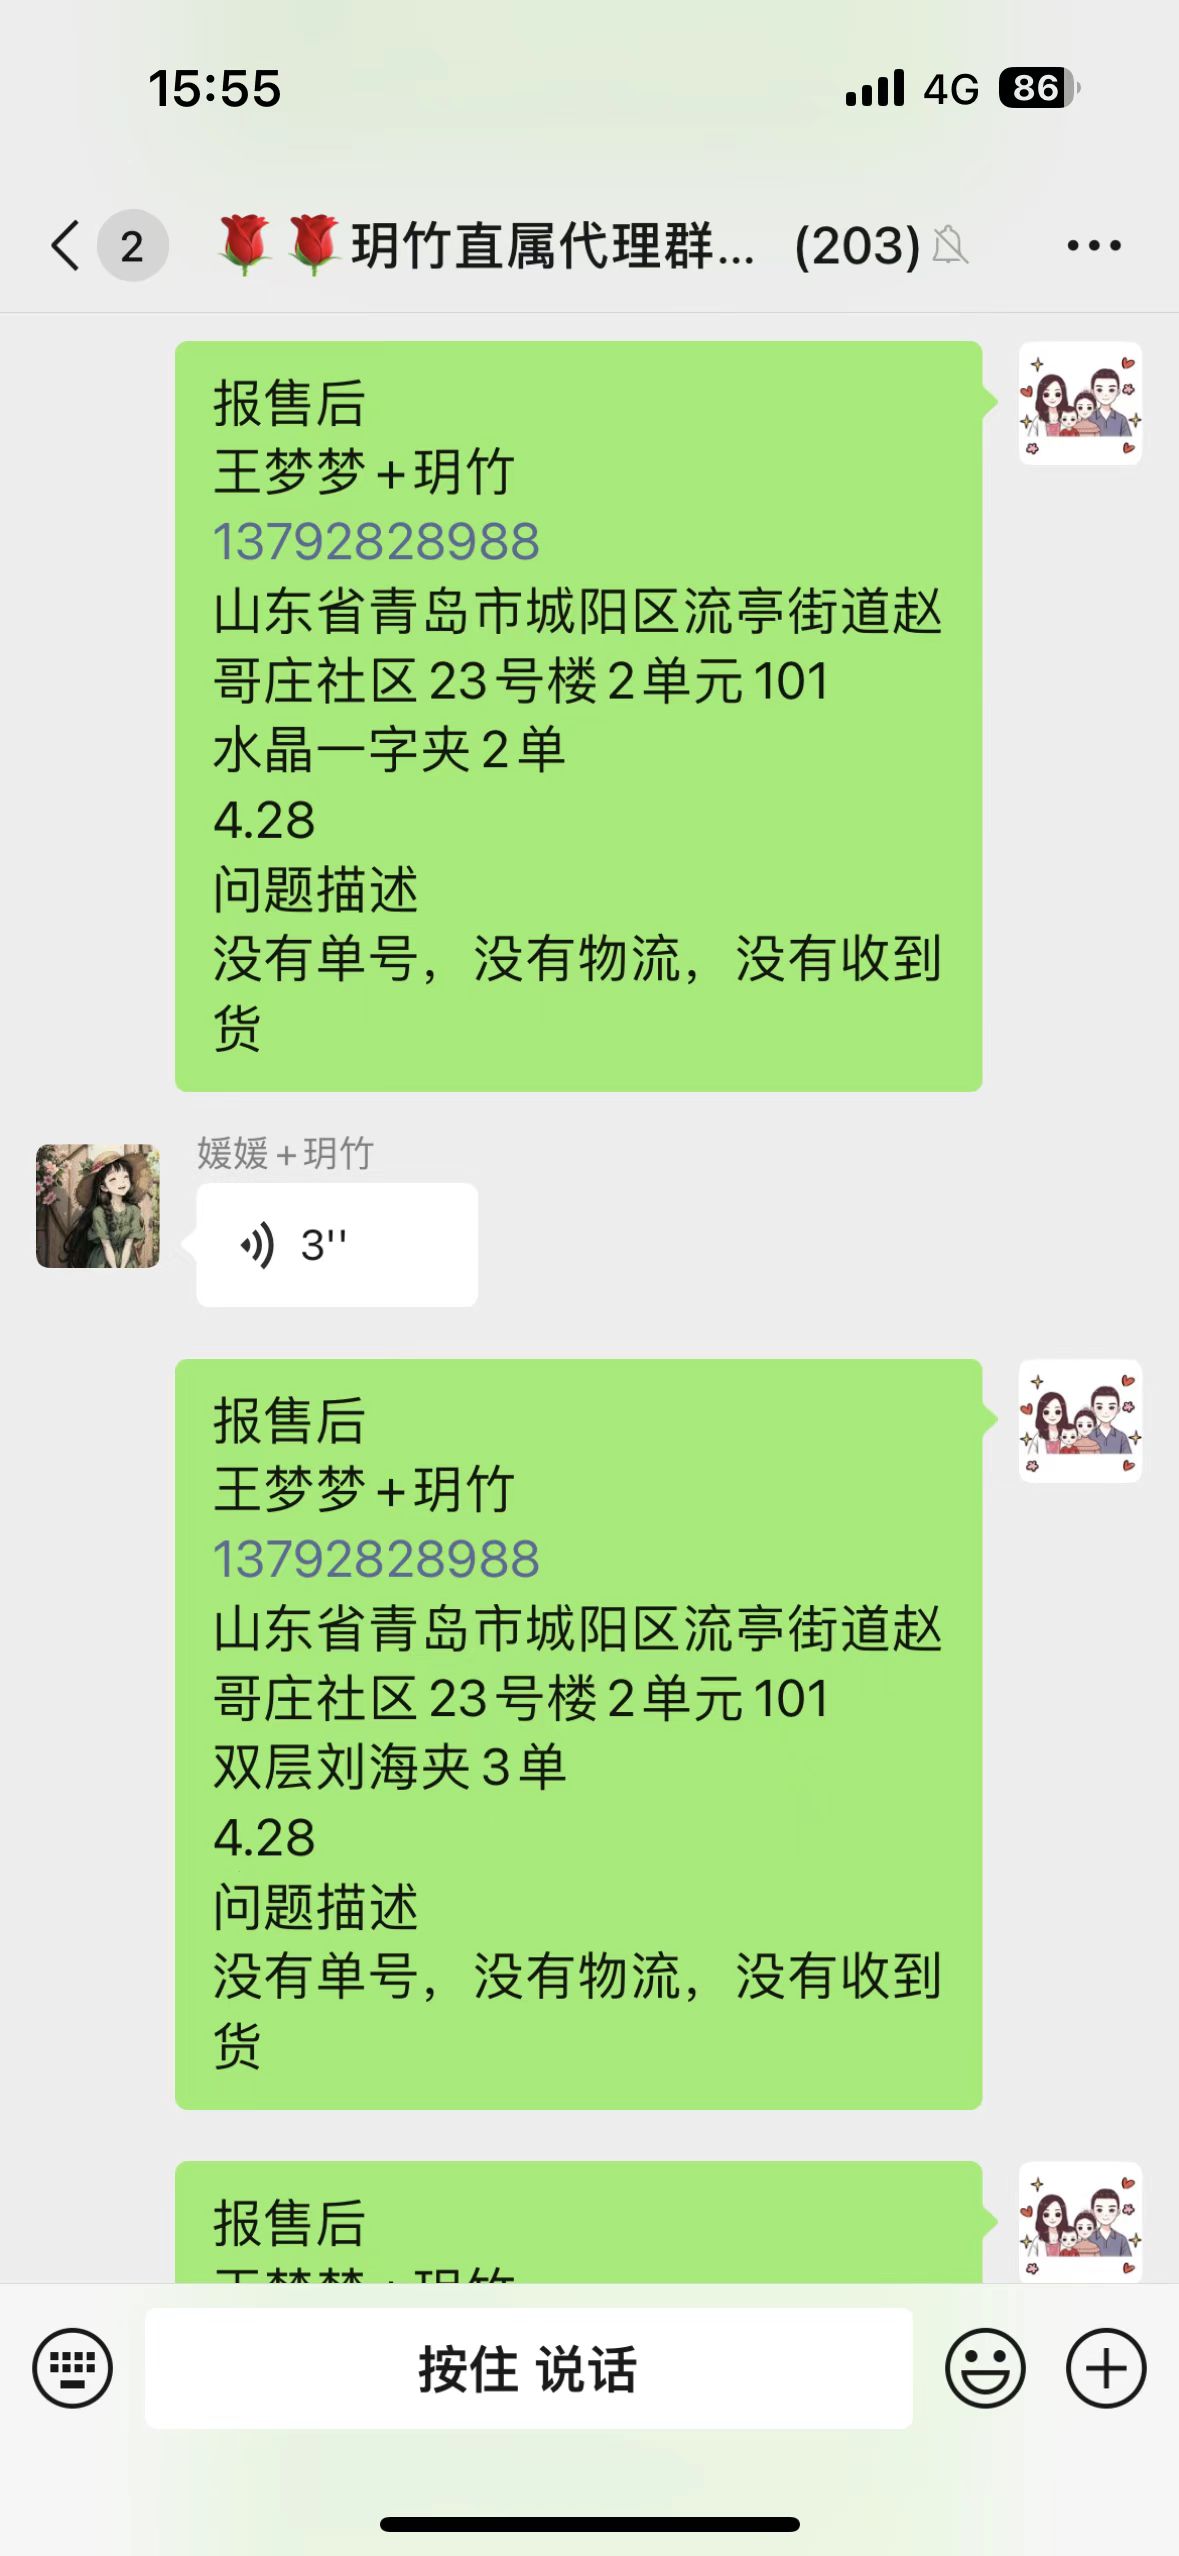 15:55
4G
86
2
🌹🌹玥竹直属代理群... (203)
报售后
王梦梦+玥竹
13792828988
山东省青岛市城阳区流亭街道赵
哥庄社区23号楼2单元101
水晶一字夹2单
4.28
问题描述
没有单号，没有物流，没有收到
货
媛媛+玥竹
3''
报售后
王梦梦+玥竹
13792828988
山东省青岛市城阳区流亭街道赵
哥庄社区23号楼2单元101
双层刘海夹3单
4.28
问题描述
没有单号，没有物流，没有收到
货
报售后
王梦梦+玥竹
按住 说话